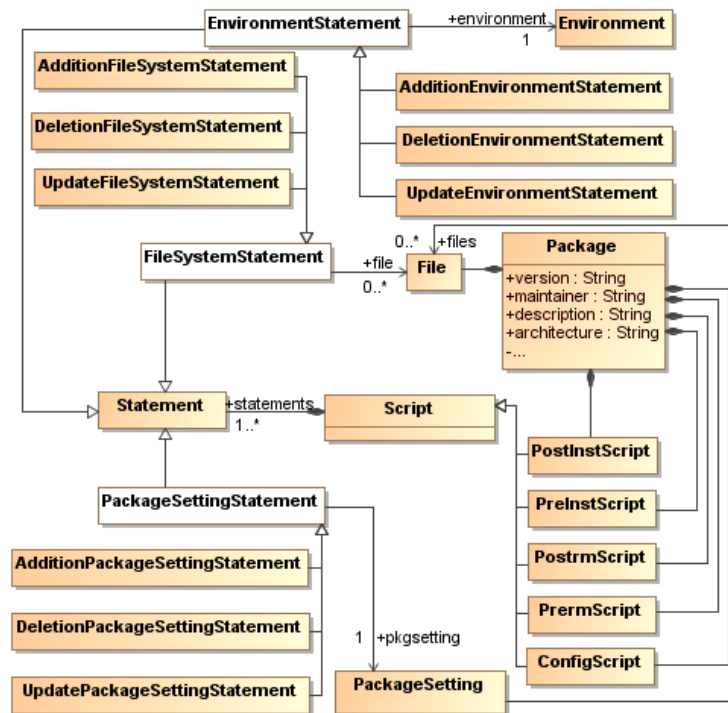 EnvironmentStatement
+environment
1
Environment
AdditionFileSystemStatement
AdditionEnvironmentStatement
DeletionFileSystemStatement
DeletionEnvironmentStatement
UpdateFileSystemStatement
UpdateEnvironmentStatement
FileSystemStatement
+file
0..*
0..*
+files
File
Package
+version : String
+maintainer : String
+description : String
+architecture : String
-...
Statement
+statements
1..*
Script
PostInstScript
PackageSettingStatement
PreInstScript
AdditionPackageSettingStatement
PostrmScript
DeletionPackageSettingStatement
1
+pkgsetting
PrermScript
UpdatePackageSettingStatement
PackageSetting
ConfigScript